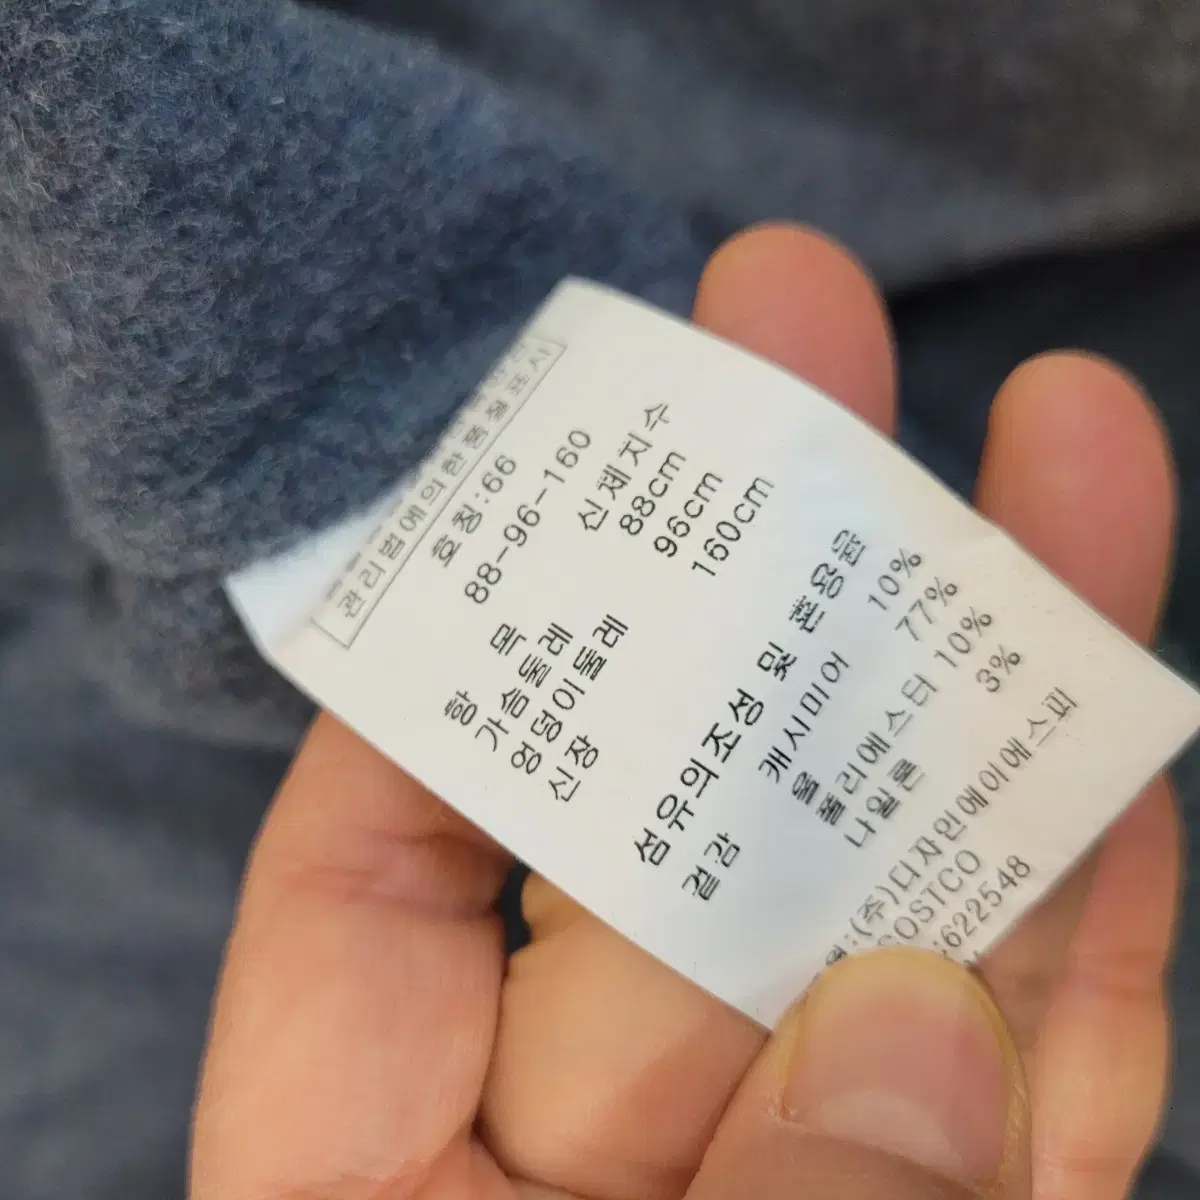 관리법에의한품질표시
호칭:66
88-96-160
항 목 신체치수
가슴둘레 88cm
엉덩이둘레 96cm
신장 160cm
섬유의조성 및 혼용율
겉감 캐시미어 10%
울 77%
폴리에스터 10%
나일론 3%
:(주)디자인에이에스피
COSTCO
622548